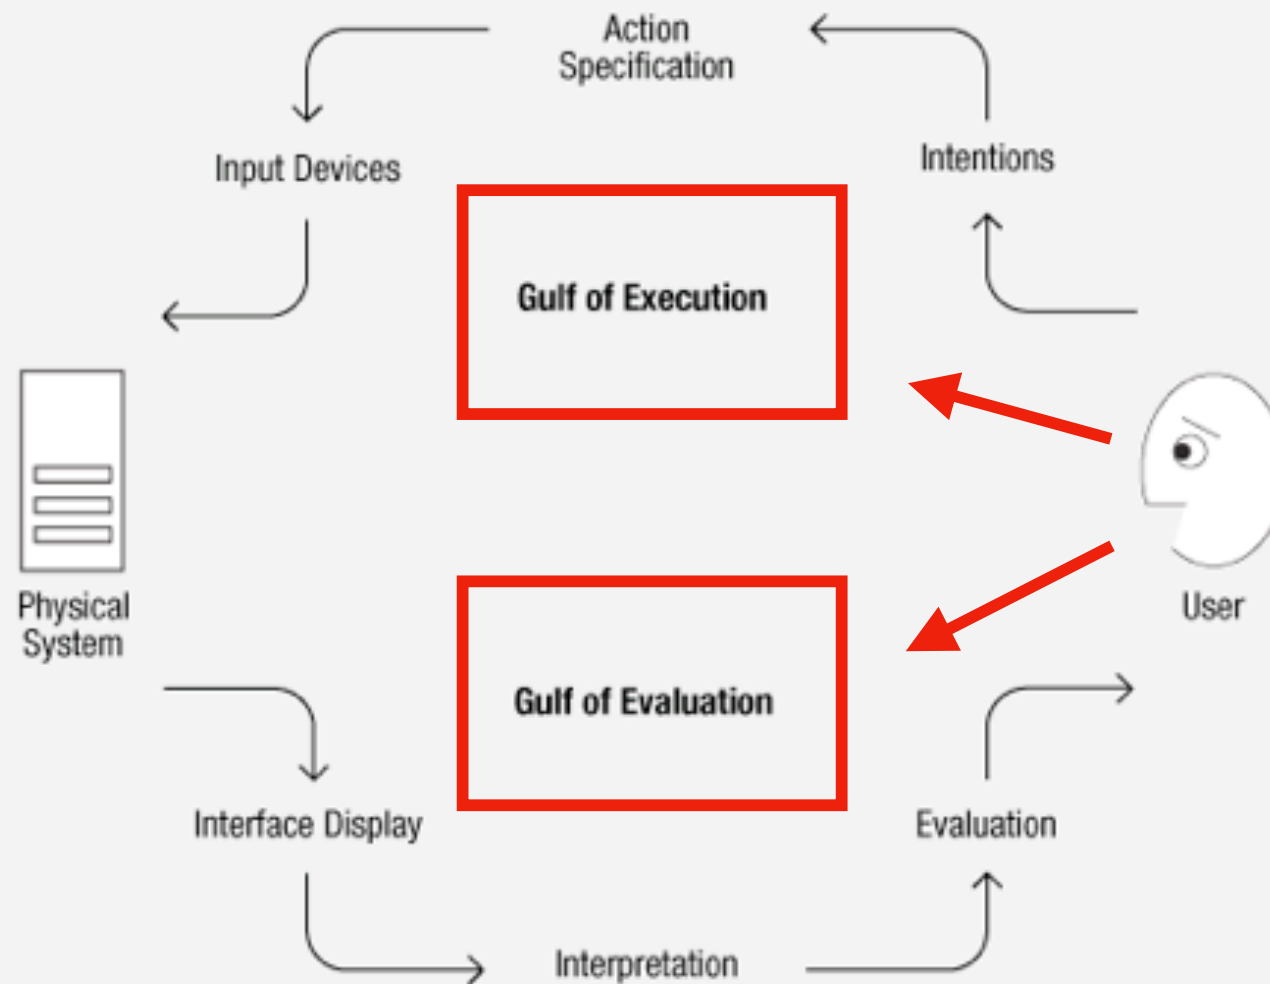 Action
Specification
Input Devices
Intentions
Gulf of Execution
Physical
System
User
Gulf of Evaluation
Interface Display
Evaluation
Interpretation